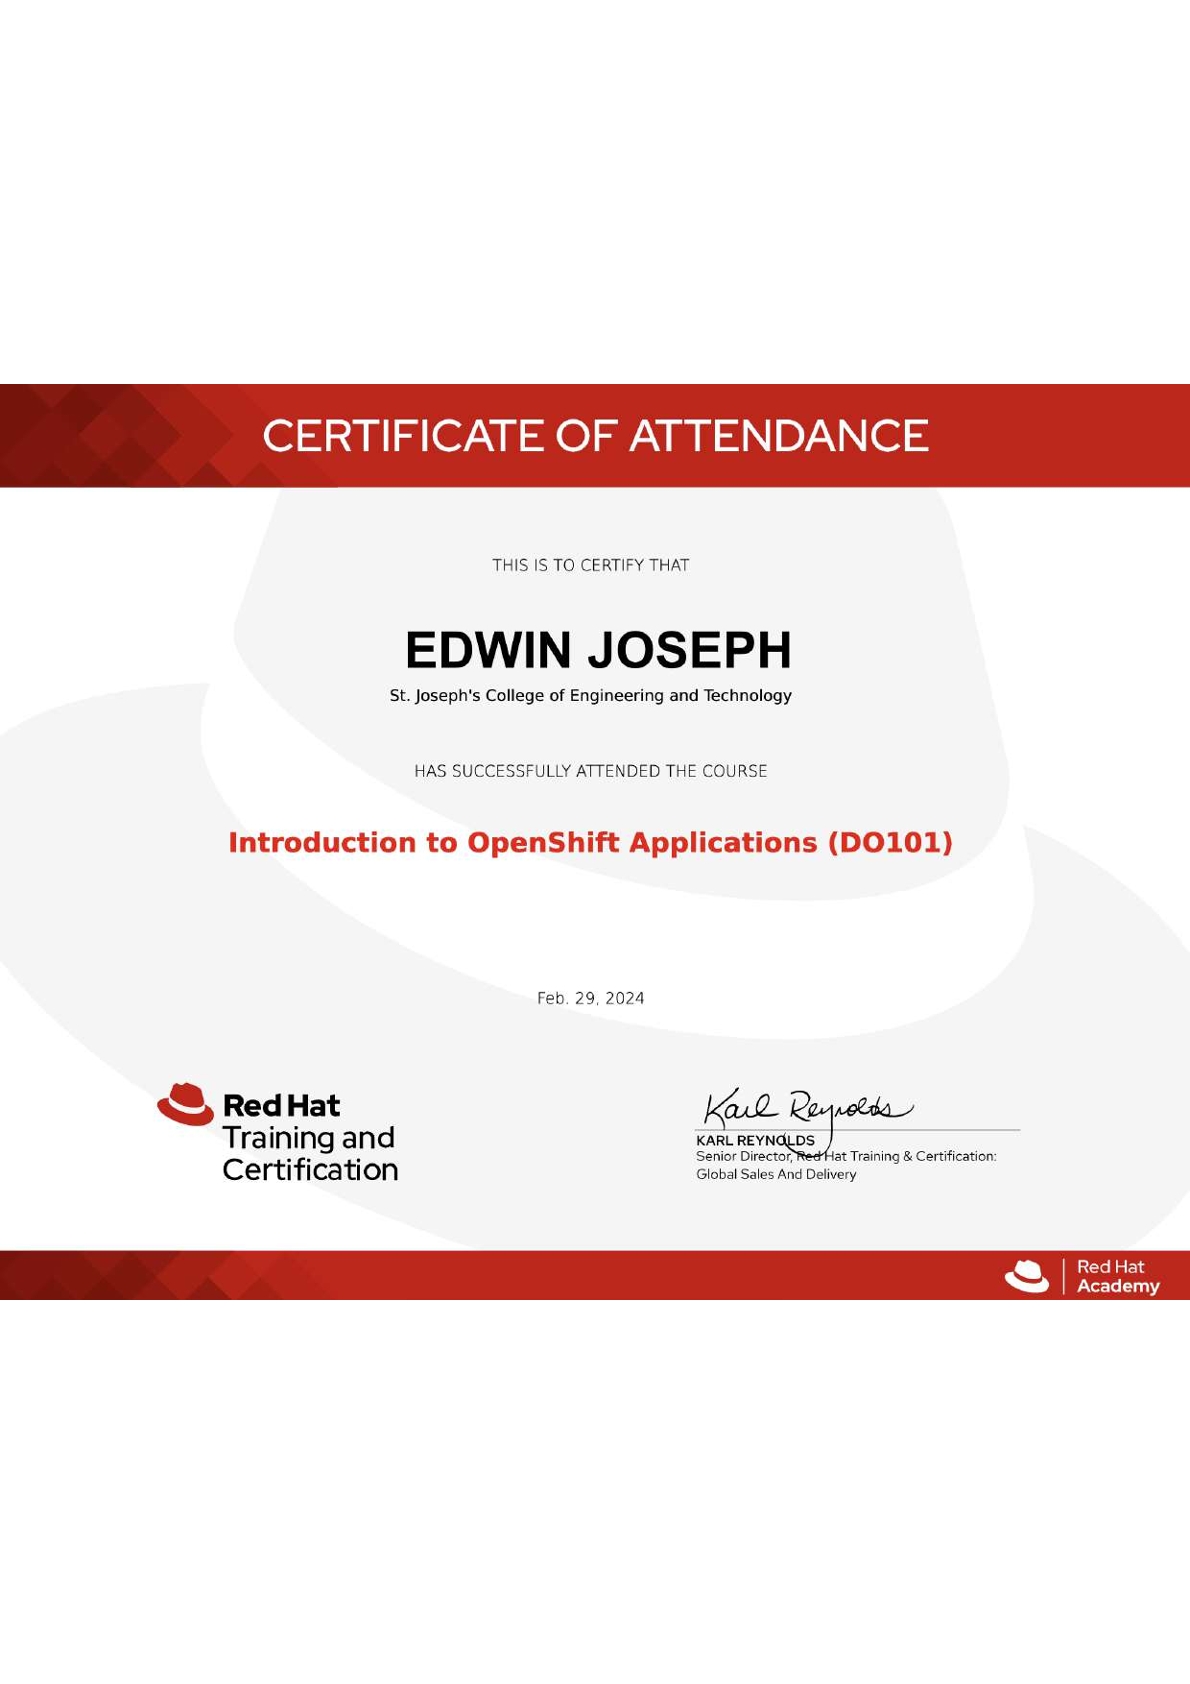 CERTIFICATE OF ATTENDANCE
THIS IS TO CERTIFY THAT
EDWIN JOSEPH
St. Joseph's College of Engineering and Technology
HAS SUCCESSFULLY ATTENDED THE COURSE
Introduction to OpenShift Applications (DO101)
Feb. 29, 2024
Red Hat
Training and
Certification
Karl Reynolds
KARL REYNOLDS
Senior Director, Red Hat Training & Certification:
Global Sales And Delivery
Red Hat
Academy